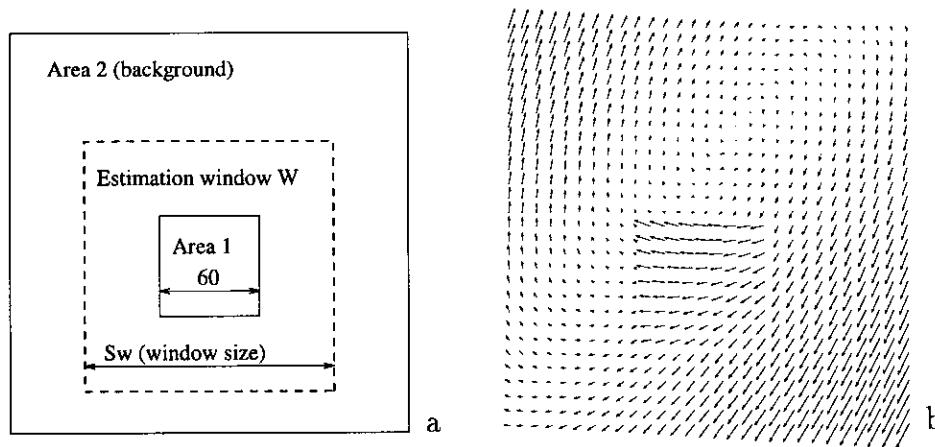 Area 2 (background)
Estimation window W
Area 1
60
Sw (window size)
a
b